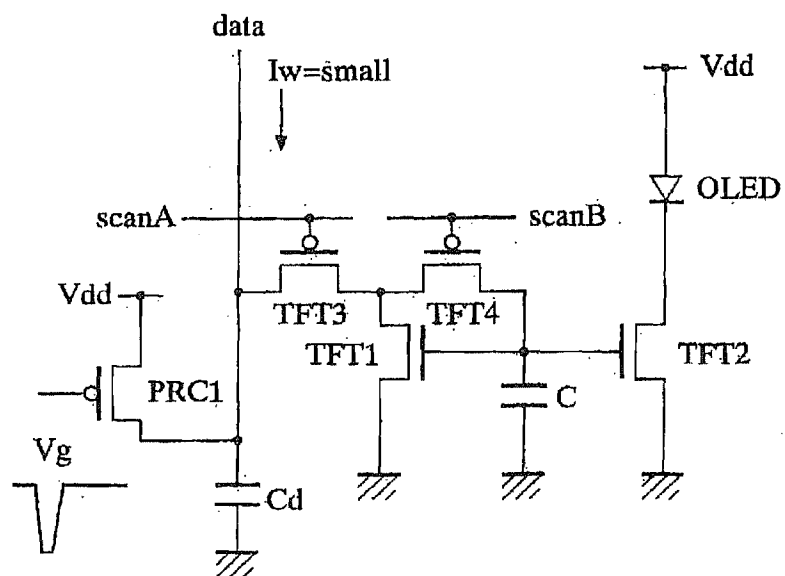 data
Iw=small
Vdd
OLED
scanA
scanB
Vdd
TFT3
TFT4
TFT1
TFT2
PRC1
C
Vg
Cd